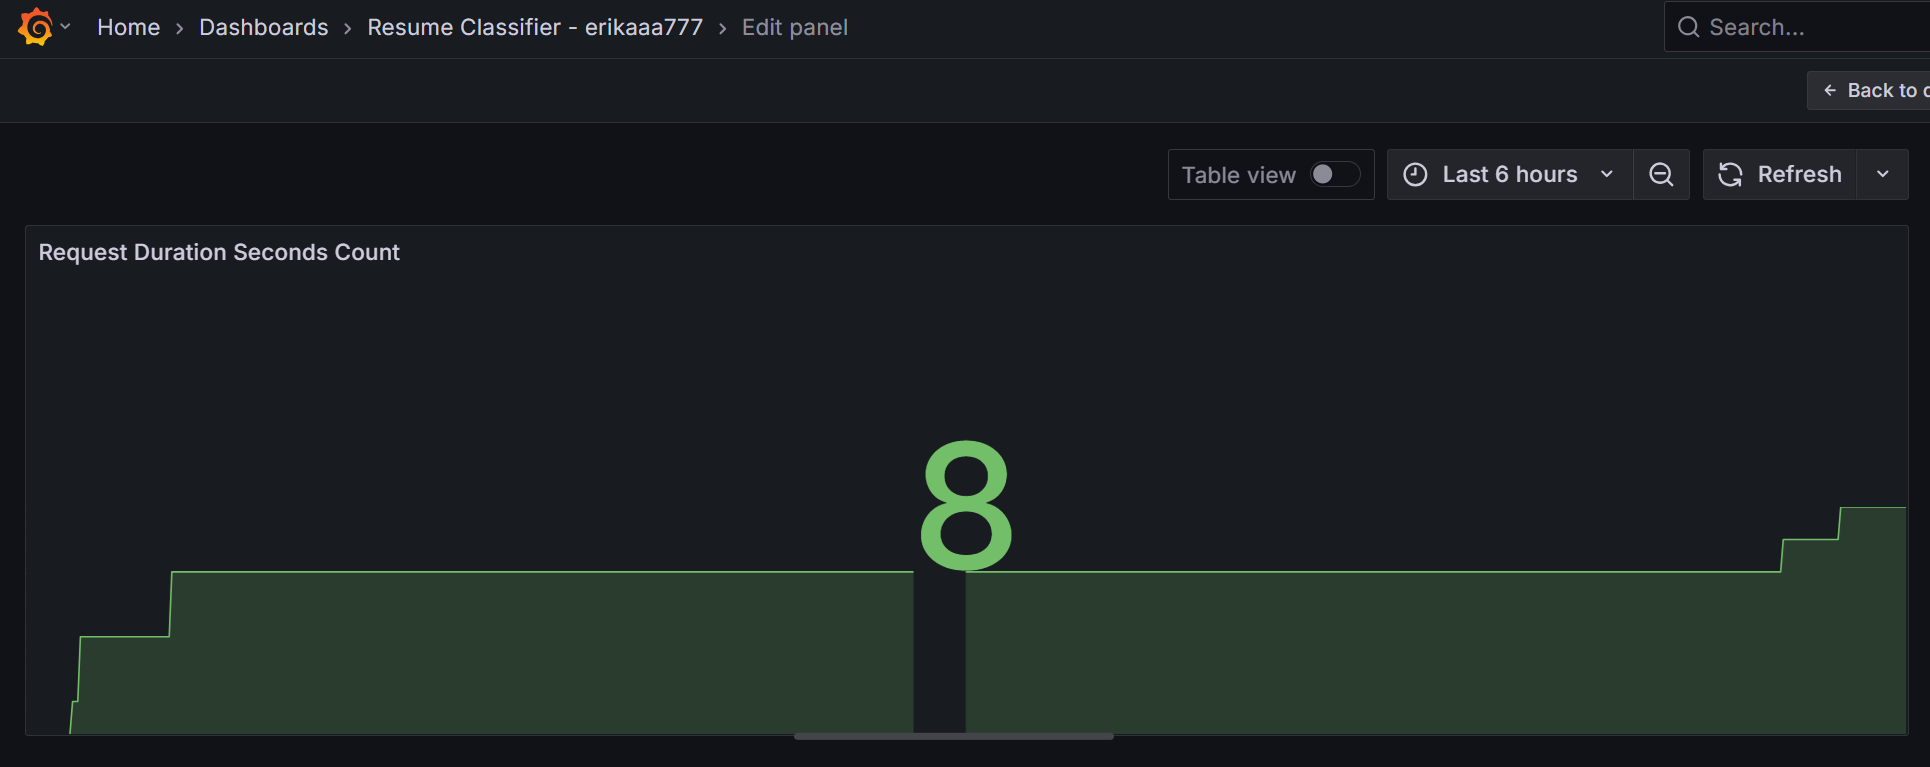 Home › Dashboards › Resume Classifier - erikaaa777 › Edit panel
Search...
← Back to
Table view
Last 6 hours
Refresh
Request Duration Seconds Count
8